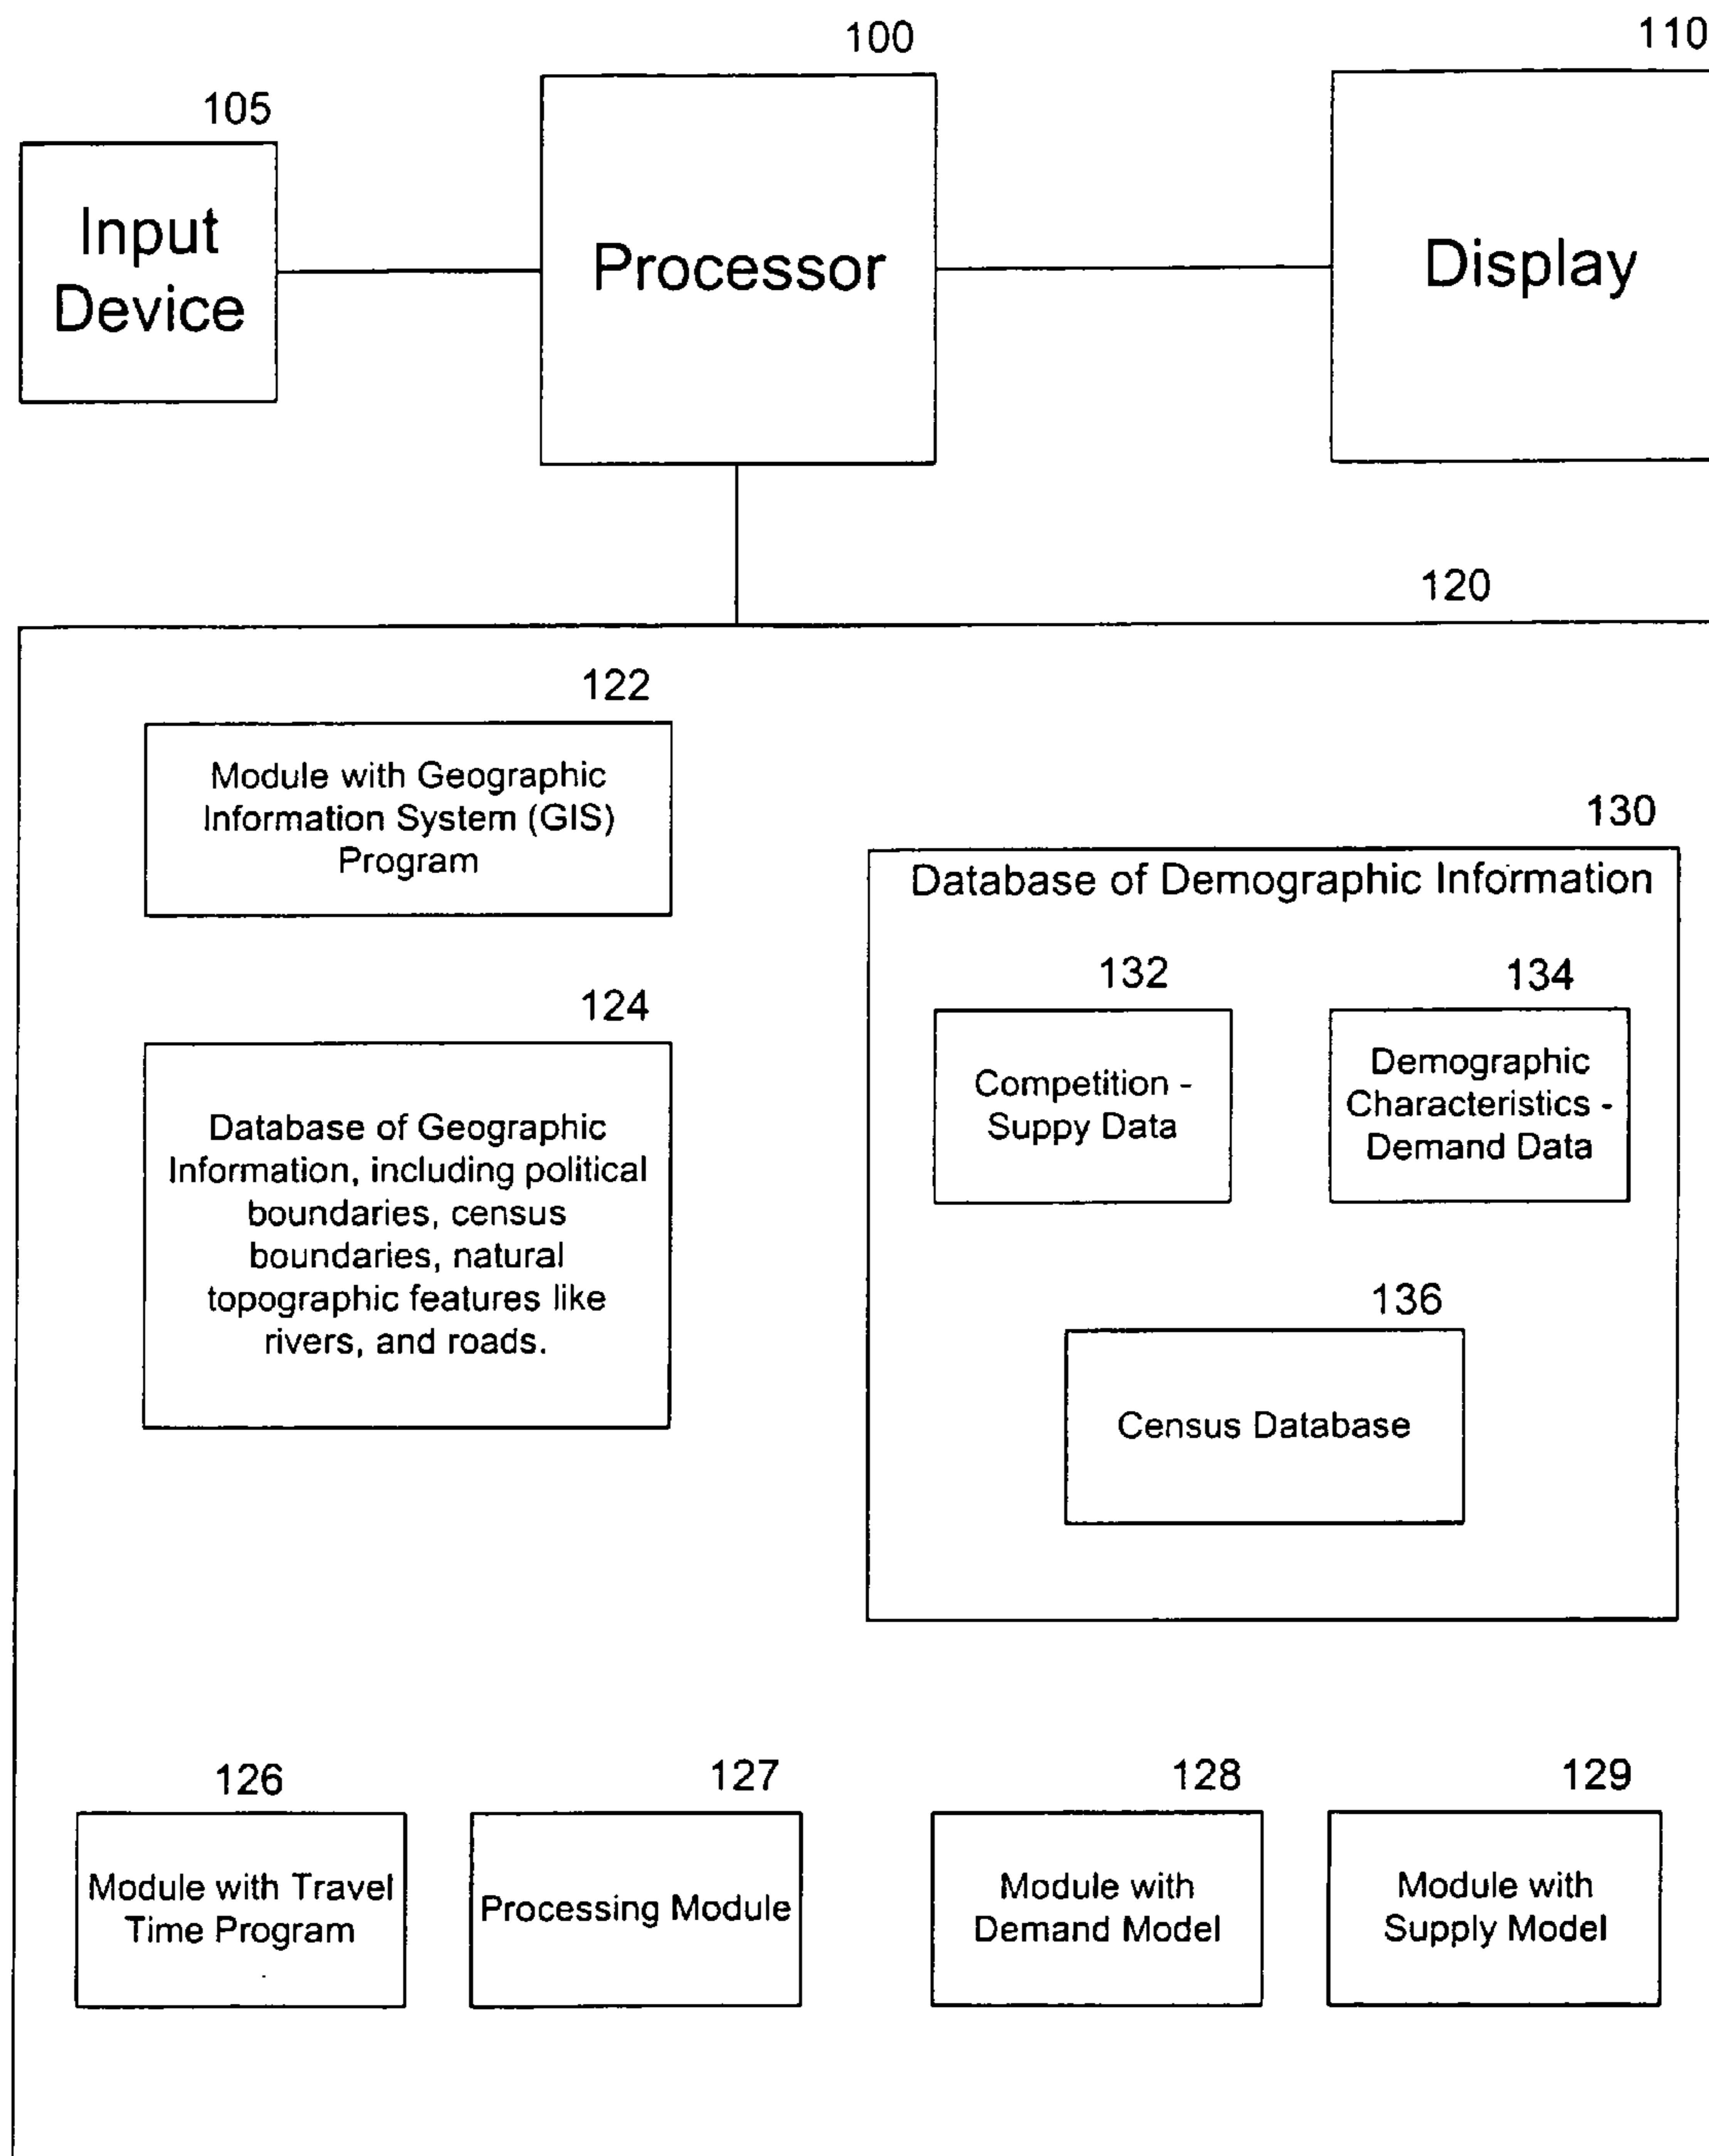 100
110
105
Input
Device
Processor
Display
120
122
Module with Geographic
Information System (GIS)
Program
130
Database of Demographic Information
124
Database of Geographic
Information, including political
boundaries, census
boundaries, natural
topographic features like
rivers, and roads.
132
Competition -
Suppy Data
134
Demographic
Characteristics -
Demand Data
136
Census Database
126
Module with Travel
Time Program
127
Processing Module
128
Module with
Demand Model
129
Module with
Supply Model